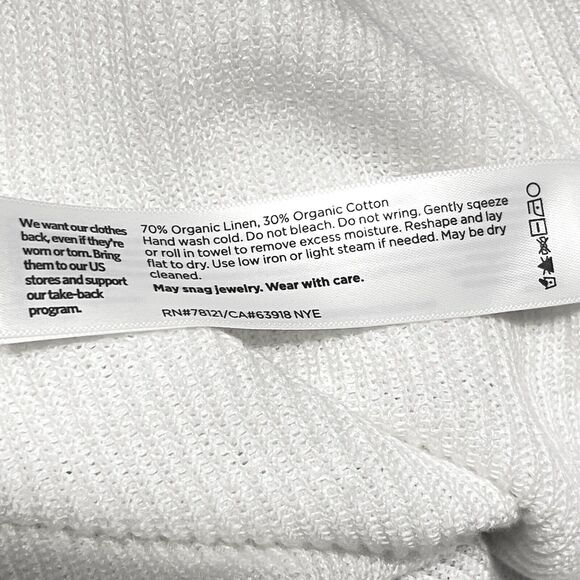 We want our clothes
back, even if they're
worn or torn. Bring
them to our US
stores and support
our take-back
program.
70% Organic Linen, 30% Organic Cotton
Hand wash cold. Do not bleach. Do not wring. Gently sqeeze
or roll in towel to remove excess moisture. Reshape and lay
flat to dry. Use low iron or light steam if needed. May be dry
cleaned.
May snag jewelry. Wear with care.
RN#78121/CA#63918 NYE